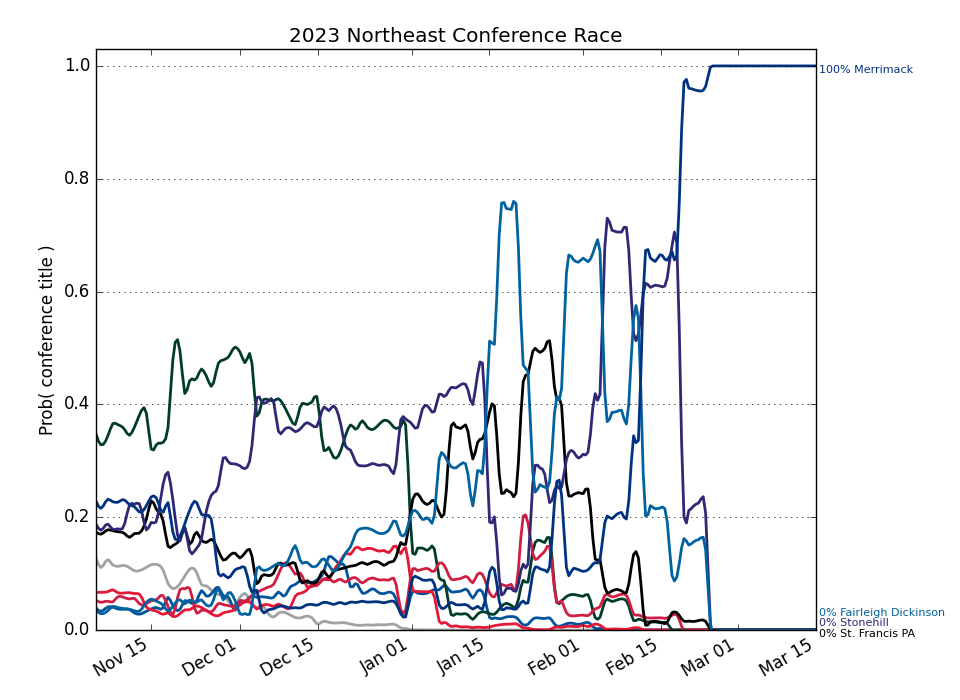 2023 Northeast Conference Race
Prob( conference title )
1.0
0.8
0.6
0.4
0.2
0.0
Nov 15
Dec 01
Dec 15
Jan 01
Jan 15
Feb 01
Feb 15
Mar 01
Mar 15
100% Merrimack
0% Fairleigh Dickinson
0% Stonehill
0% St. Francis PA